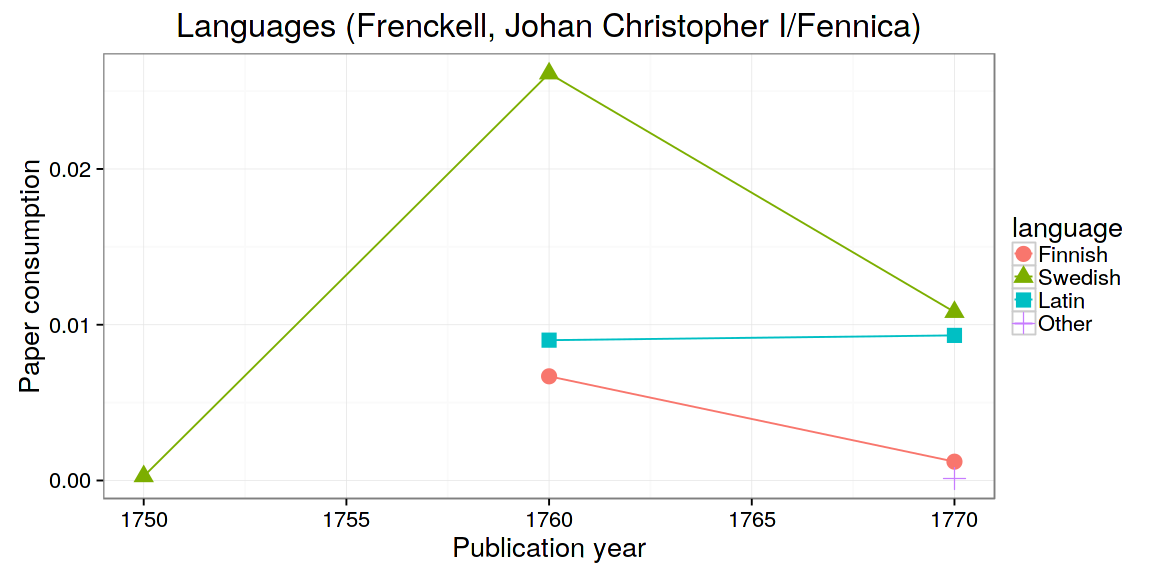 Languages (Frenckell, Johan Christopher I/Fennica)
Paper consumption
0.02
0.01
0.00
1750 1755 1760 1765 1770
Publication year
language
Finnish
Swedish
Latin
Other